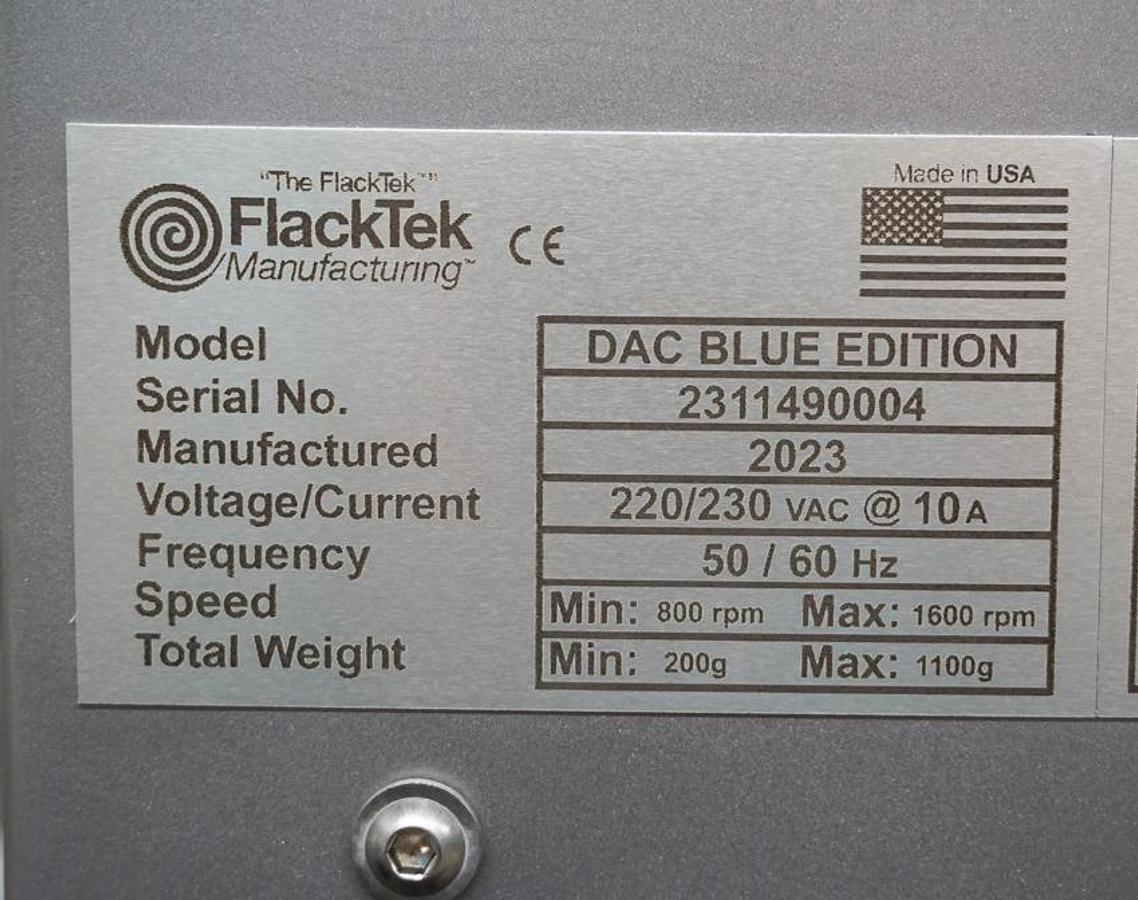 "The FlackTek™"
FlackTek
Manufacturing™
CE
Made in USA
Model DAC BLUE EDITION
Serial No. 2311490004
Manufactured 2023
Voltage/Current 220/230 VAC @ 10A
Frequency 50 / 60 Hz
Speed Min: 800 rpm Max: 1600 rpm
Total Weight Min: 200g Max: 1100g